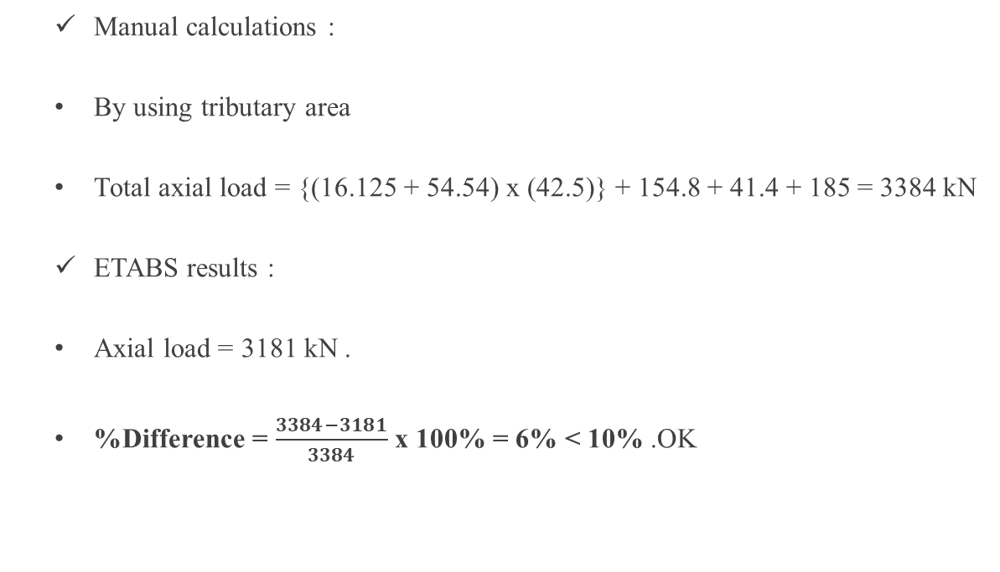 ✓ Manual calculations :
• By using tributary area
• Total axial load = {(16.125 + 54.54) x (42.5)} + 154.8 + 41.4 + 185 = 3384 kN
✓ ETABS results :
• Axial load = 3181 kN .
• %Difference = \frac{3384−3181}{3384} x 100% = 6% < 10% .OK